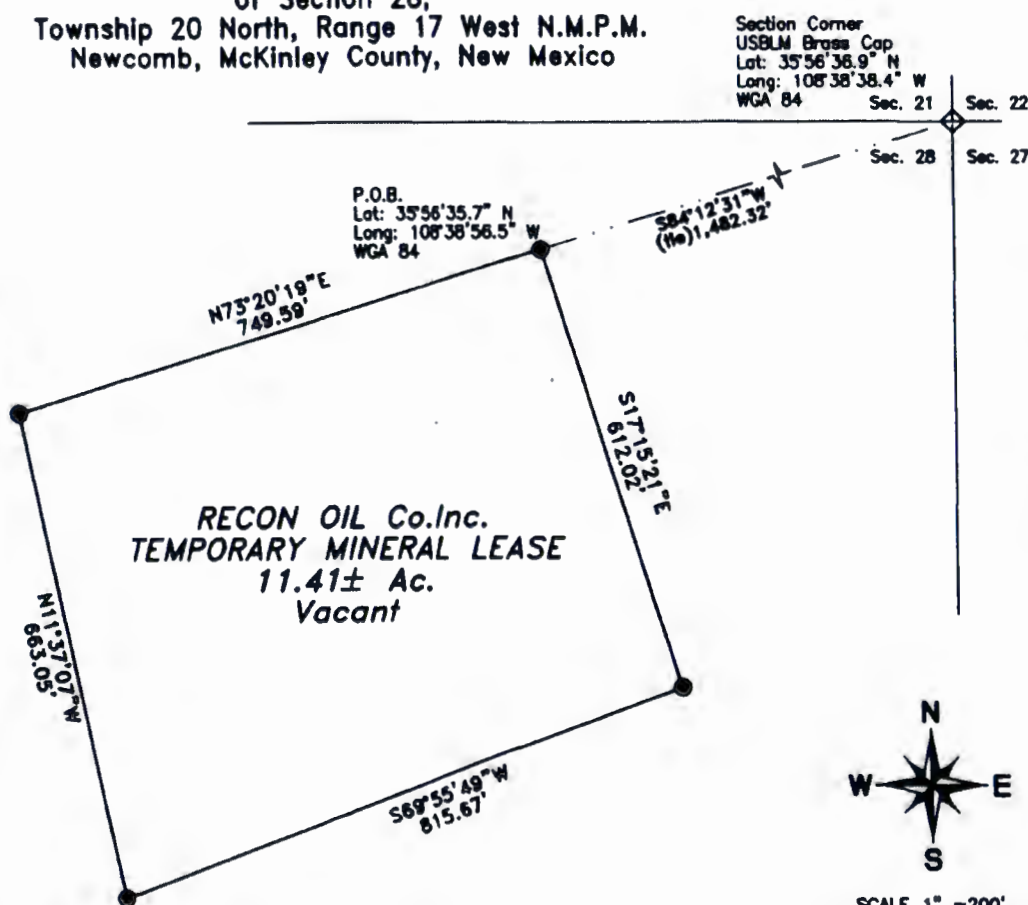 of Section 28,
Township 20 North, Range 17 West N.M.P.M.
Newcomb, McKinley County, New Mexico
Section Corner
USBLM Brass Cap
Lat: 35°56'36.9" N
Long: 108°38'38.4" W
WGA 84
Sec. 21
Sec. 22
Sec. 28
Sec. 27
P.O.B.
Lat: 35°56'35.7" N
Long: 108°38'56.5" W
WGA 84
S84°12'31"W
(tie)1,482.32'
N73°20'19"E
749.59'
S17°15'21"E
612.02'
RECON OIL Co.Inc.
TEMPORARY MINERAL LEASE
11.41± Ac.
Vacant
N11°37'07"W
663.05'
S69°55'49"W
815.67'
N
W
E
S
SCALE 1" =200'